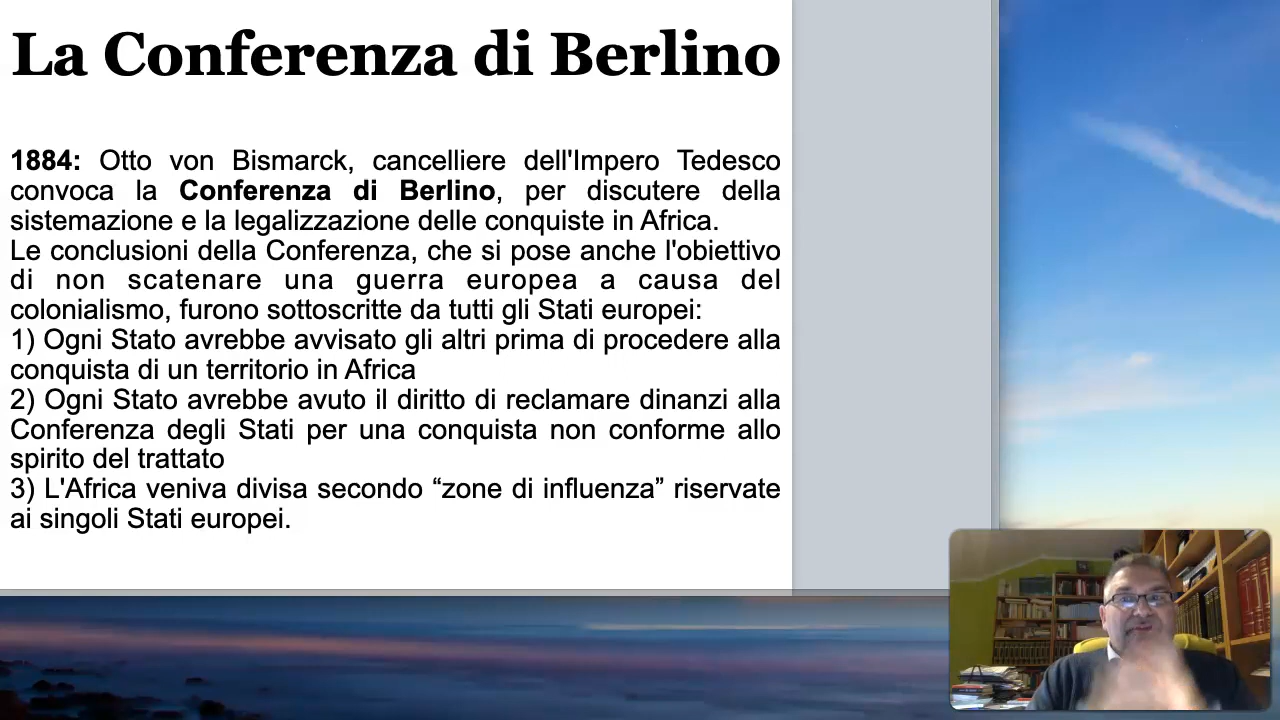 La Conferenza di Berlino
1884: Otto von Bismarck, cancelliere dell'Impero Tedesco
convoca la Conferenza di Berlino, per discutere della
sistemazione e la legalizzazione delle conquiste in Africa.
Le conclusioni della Conferenza, che si pose anche l'obiettivo
di non scatenare una guerra europea a causa del
colonialismo, furono sottoscritte da tutti gli Stati europei:
1) Ogni Stato avrebbe avvisato gli altri prima di procedere alla
conquista di un territorio in Africa
2) Ogni Stato avrebbe avuto il diritto di reclamare dinanzi alla
Conferenza degli Stati per una conquista non conforme allo
spirito del trattato
3) L'Africa veniva divisa secondo “zone di influenza” riservate
ai singoli Stati europei.